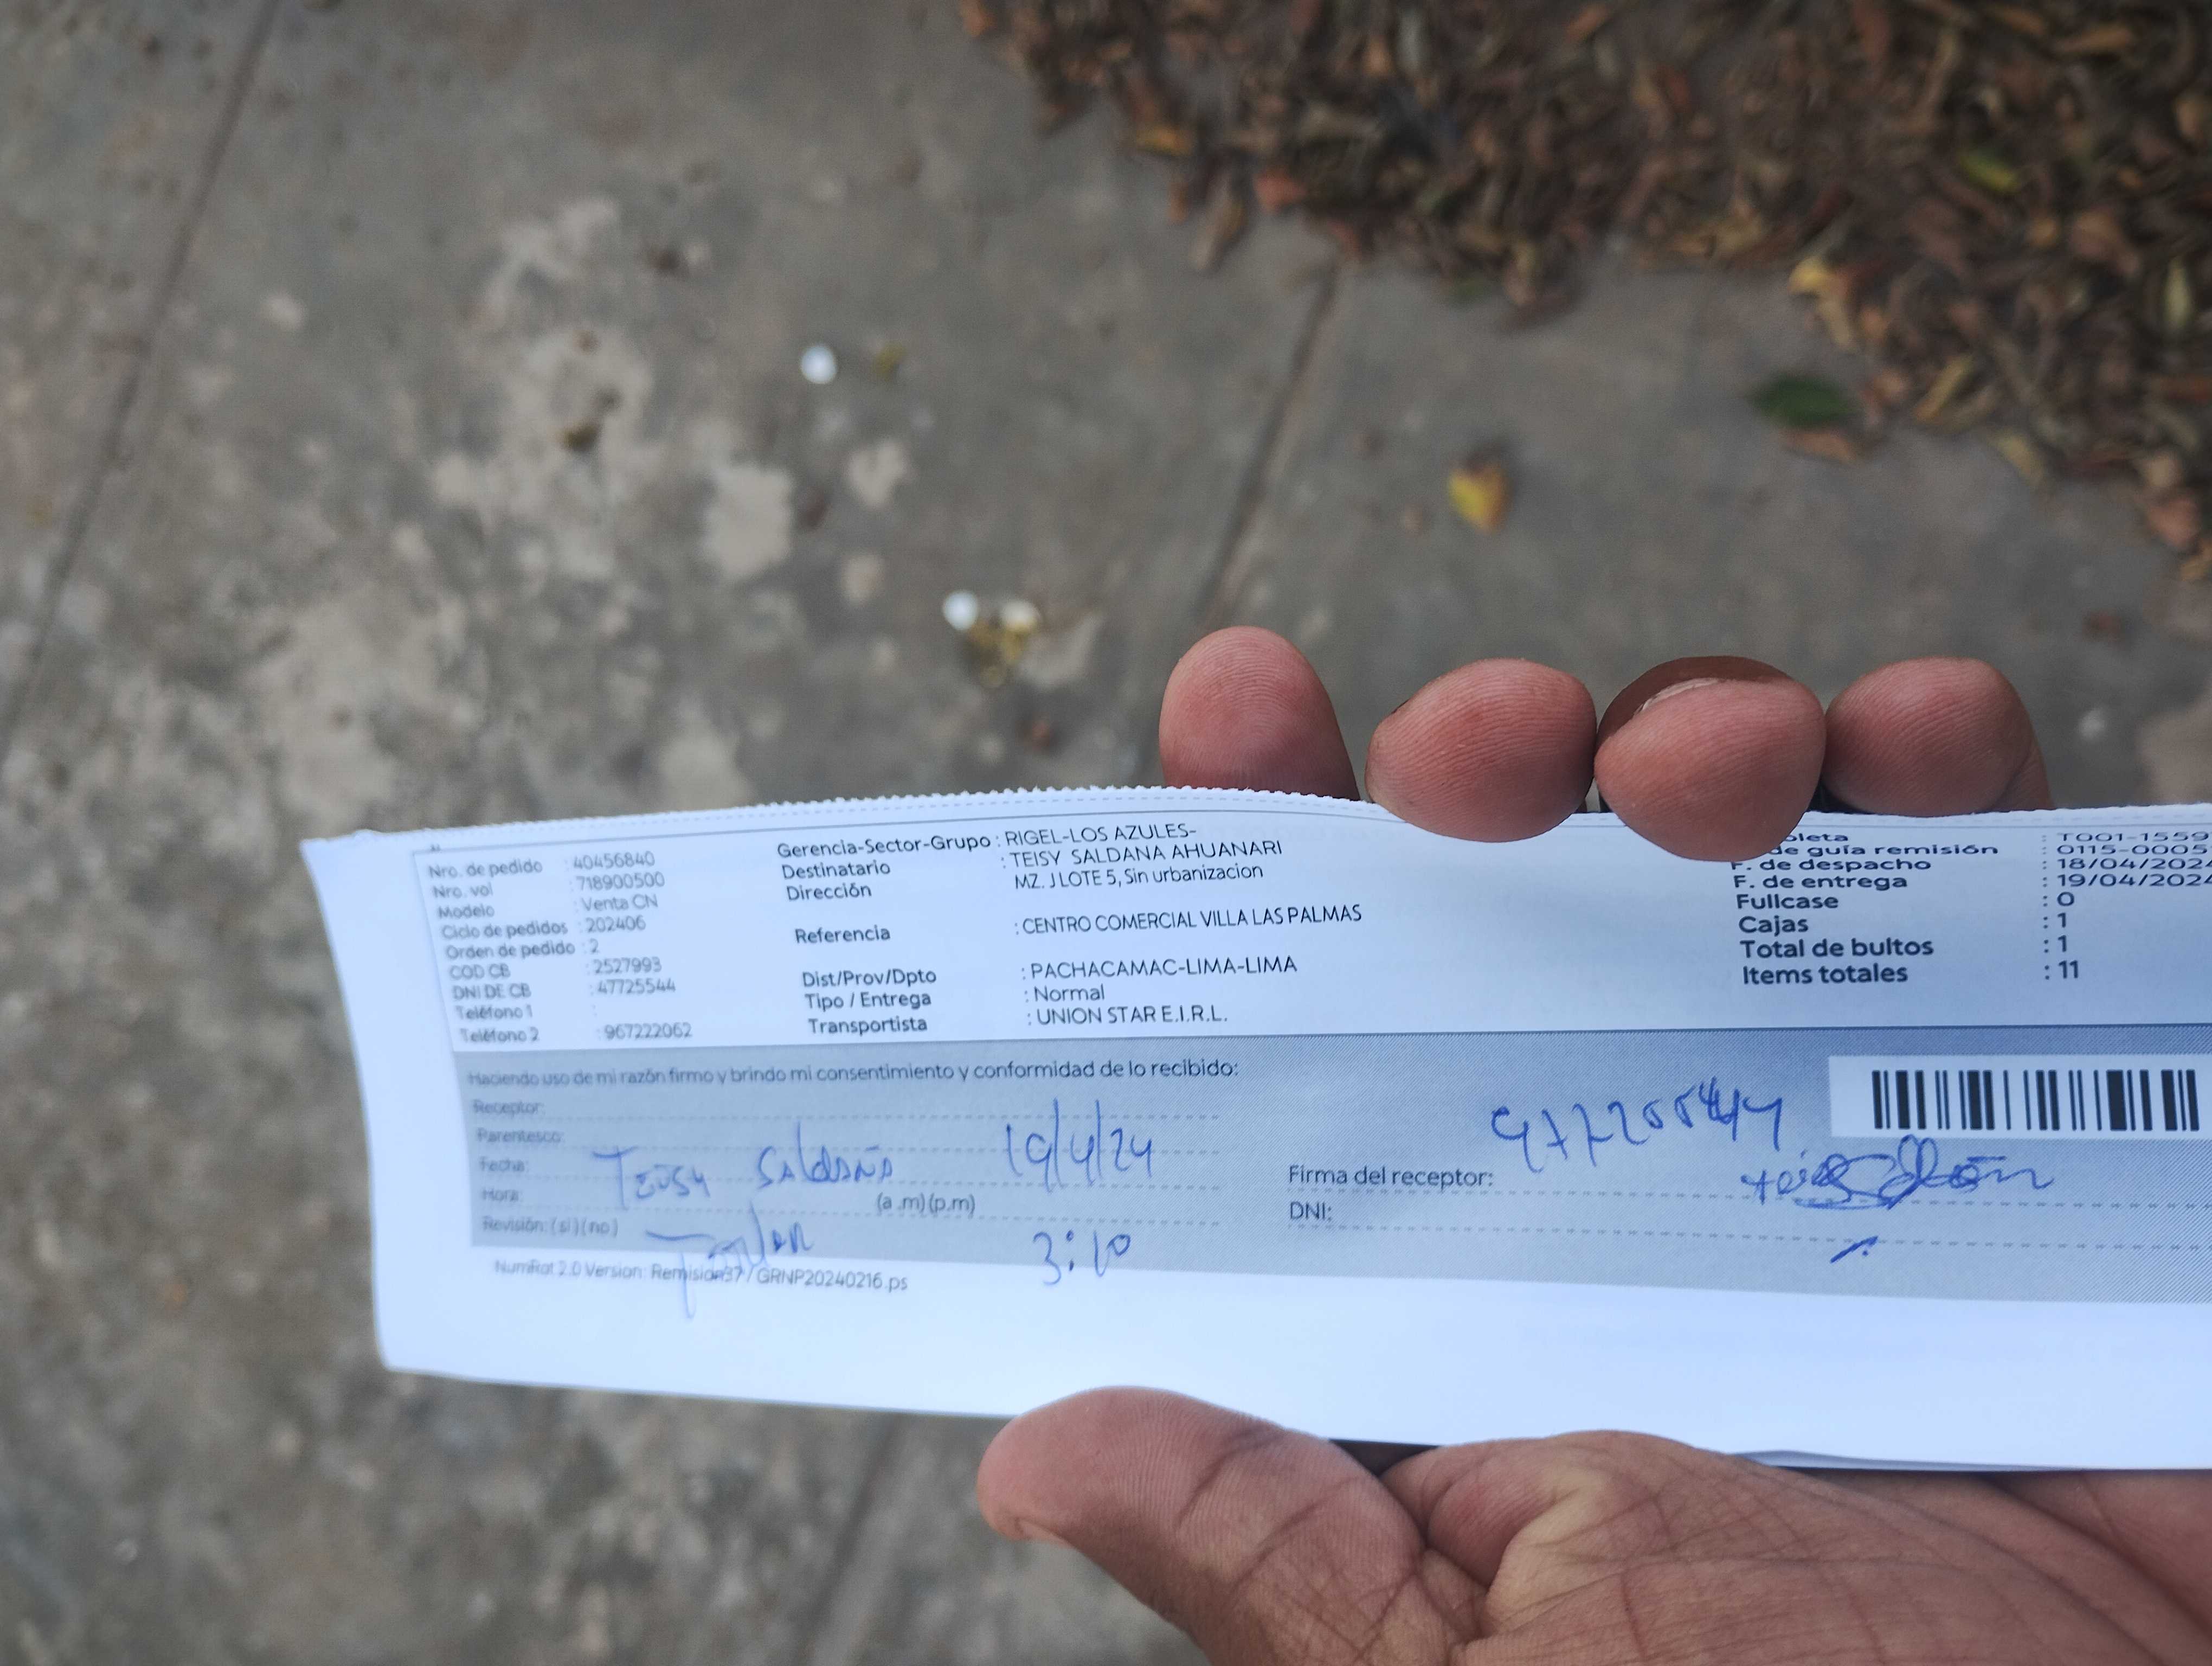 Nro. de pedido : 40456840
Nro. vol : 718900500
Modelo : Venta CN
Ciclo de pedidos : 202406
Orden de pedido : 2
COD CB : 2527993
DNI DE CB : 47725544
Teléfono 1 :
Teléfono 2 : 967222062
Gerencia-Sector-Grupo : RIGEL-LOS AZULES-
Destinatario : TEISY SALDANA AHUANARI
Dirección MZ. J LOTE 5, Sin urbanizacion
Referencia : CENTRO COMERCIAL VILLA LAS PALMAS
Dist/Prov/Dpto : PACHACAMAC-LIMA-LIMA
Tipo / Entrega : Normal
Transportista : UNION STAR E.I.R.L.
: T001-1559
de guía remisión : 0115-0005
F. de despacho : 18/04/2024
F. de entrega : 19/04/2024
Fullcase : 0
Cajas : 1
Total de bultos : 1
Items totales : 11
Haciendo uso de mi razón firmo y brindo mi consentimiento y conformidad de lo recibido:
Receptor:
Parentesco:
Fecha: Saldaña 19/4/24
Hora: (a .m) (p.m)
Revisión: ( si ) ( no ) 3:10
Firma del receptor:
DNI:
NumRot 2.0 Version: Remision37 / GRNP20240216.ps